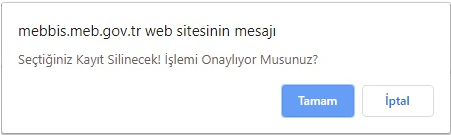 mebbis.meb.gov.tr web sitesinin mesajı
Seçtiğiniz Kayıt Silinecek! İşlemi Onaylıyor Musunuz?
Tamam
İptal